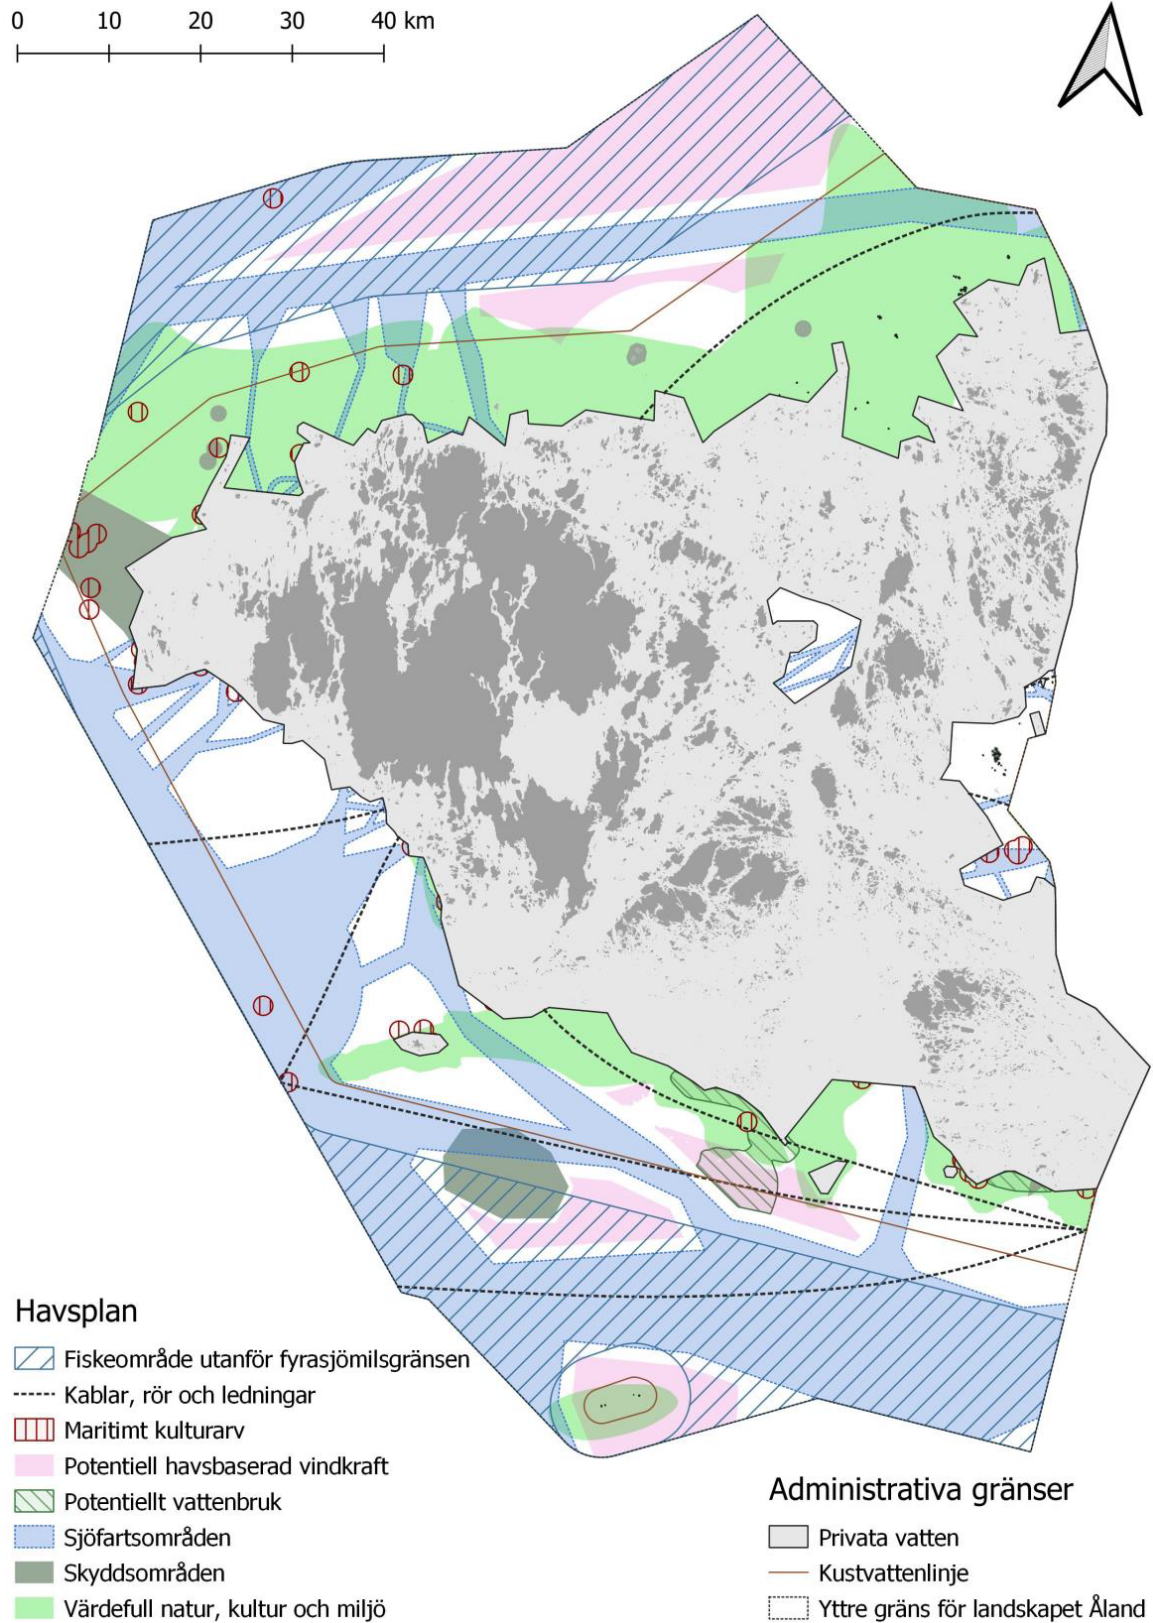 0 10 20 30 40 km
Havsplan
Fiskeområde utanför fyrasjömilsgränsen
Kablar, rör och ledningar
Maritimt kulturarv
Potentiell havsbaserad vindkraft
Potentiellt vattenbruk
Sjöfartsområden
Skyddsområden
Värdefull natur, kultur och miljö
Administrativa gränser
Privata vatten
Kustvattenlinje
Yttre gräns för landskapet Åland